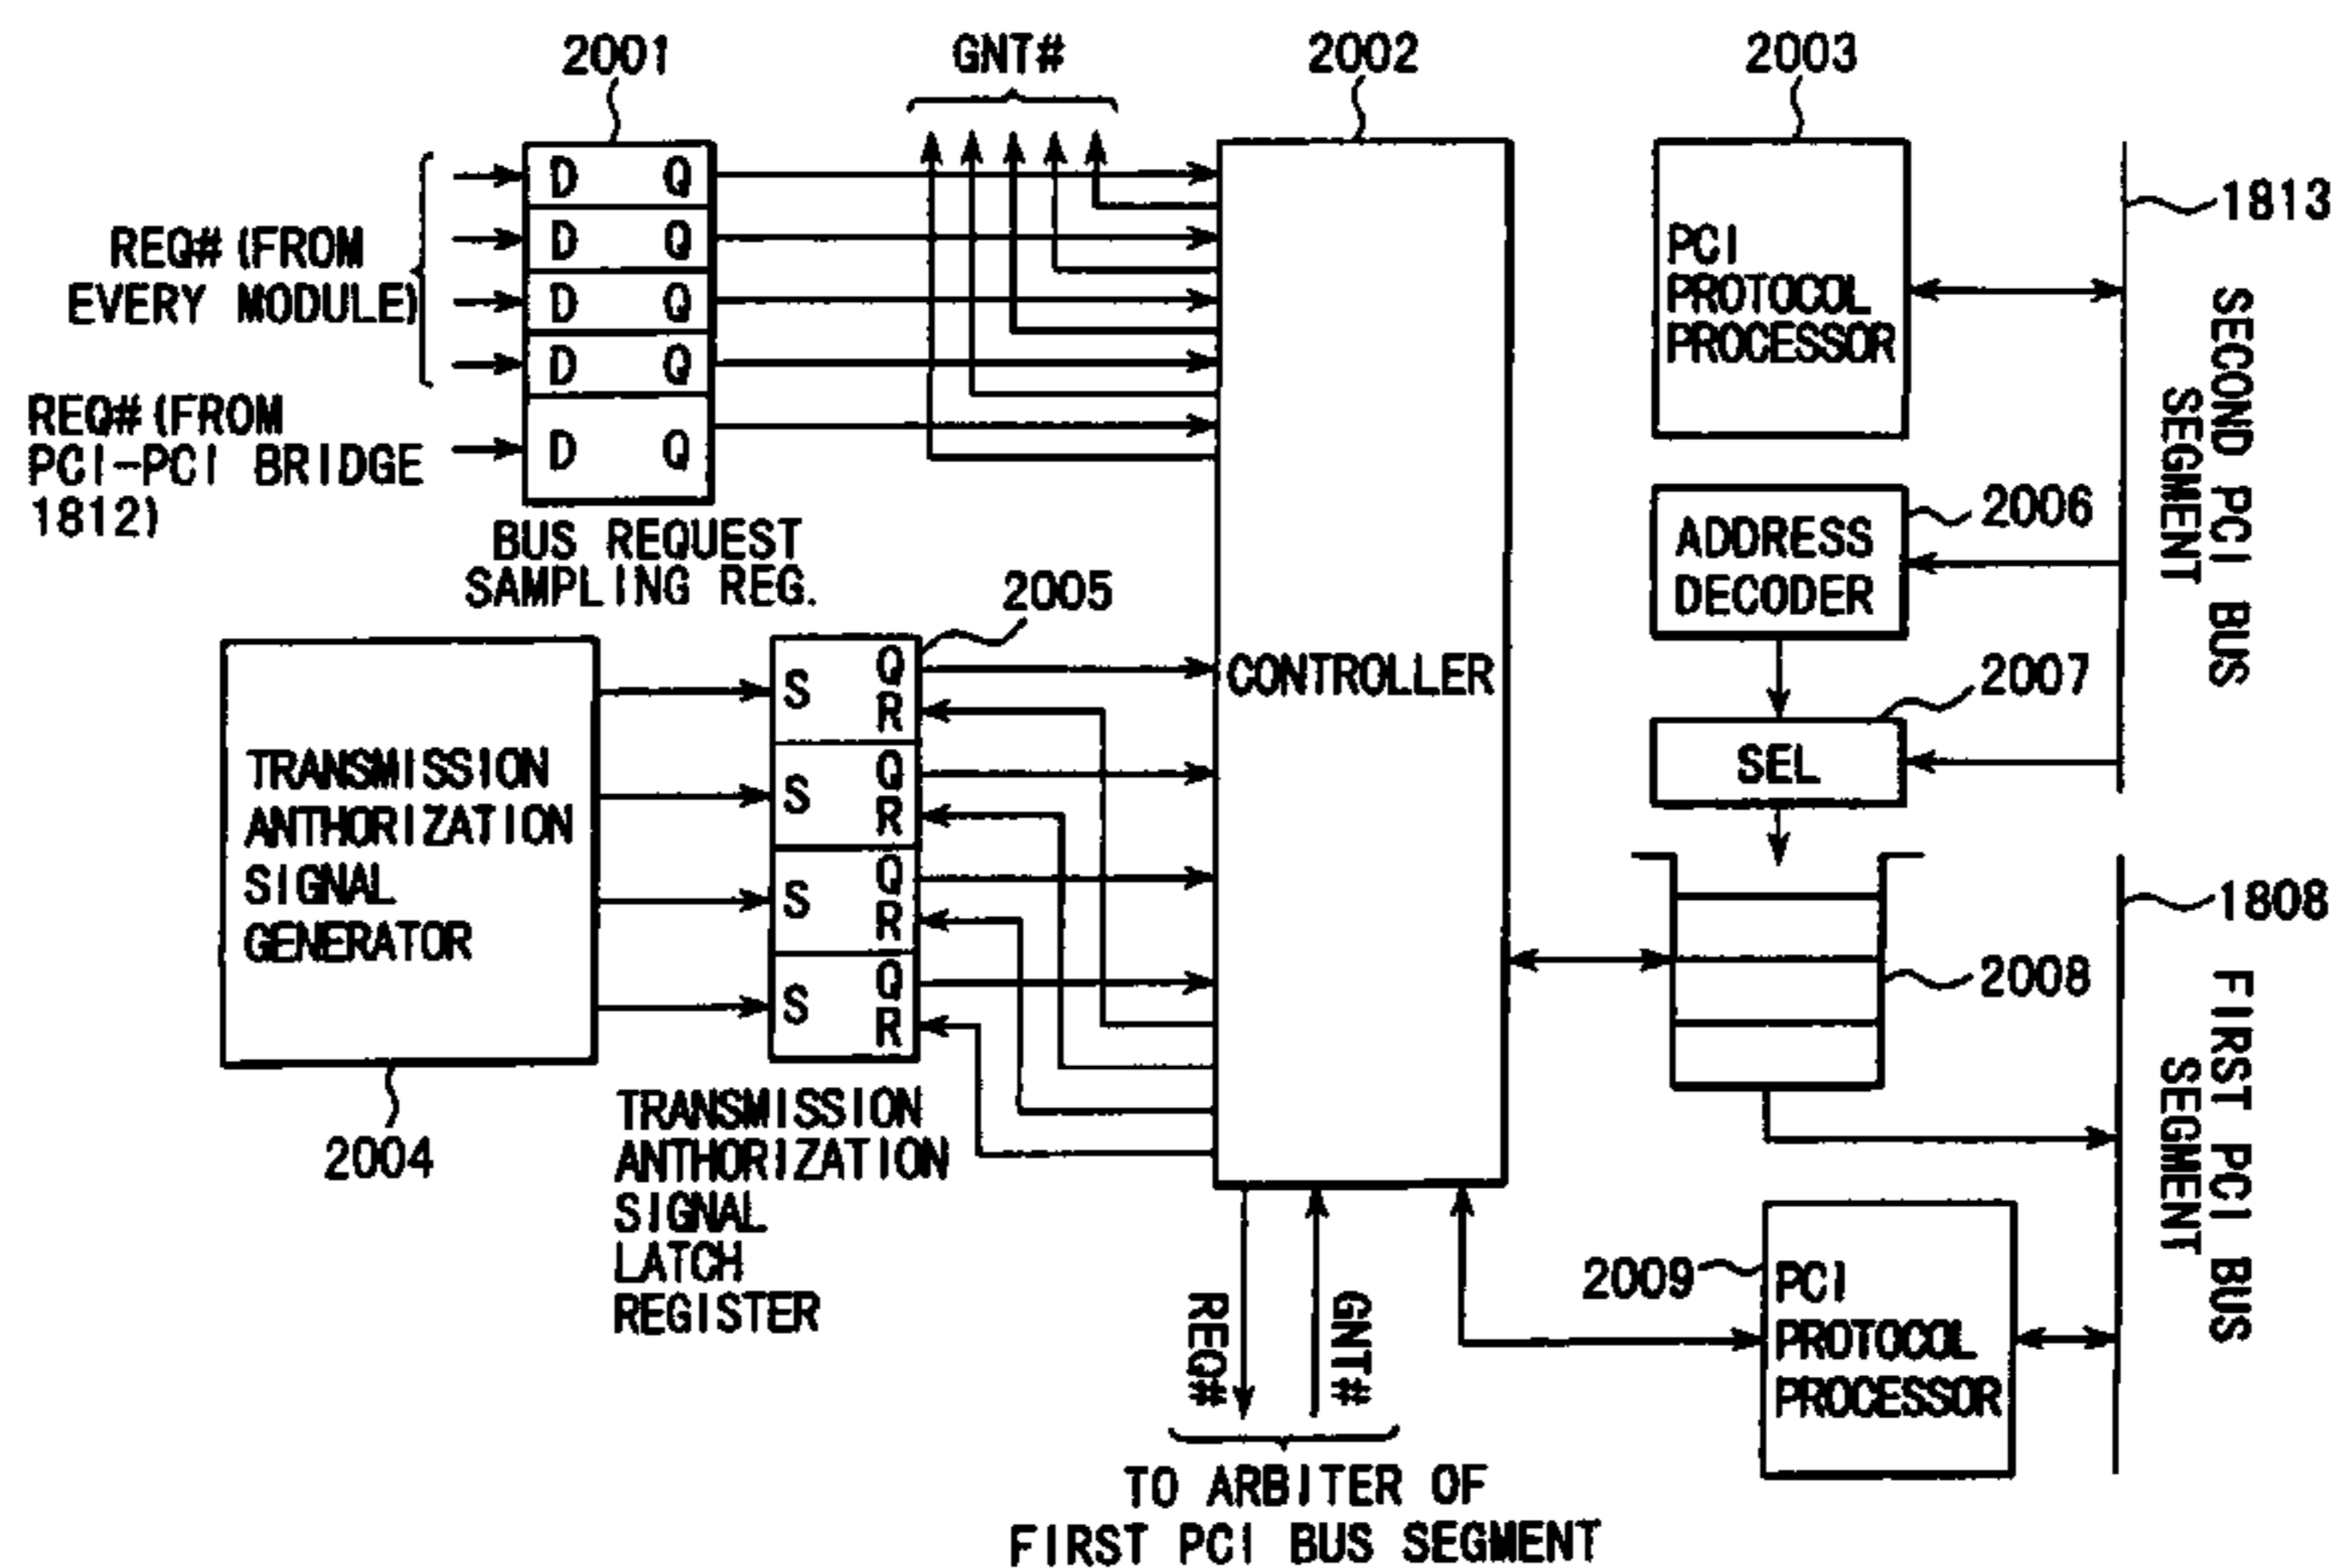 2001
GNT#
2002
2003
D Q
D Q
D Q
D Q
D Q
REQ# (FROM
EVERY MODULE)
REQ# (FROM
PCI-PCI BRIDGE
1812)
BUS REQUEST
SAMPLING REG.
PCI
PROTOCOL
PROCESSOR
1813
SECOND PCI BUS
SEGMENT
ADDRESS
DECODER
2006
2005
2007
SEL
CONTROLLER
TRANSMISSION
ANTHORIZATION
SIGNAL
GENERATOR
2004
S Q
R
S Q
R
S Q
R
S Q
R
TRANSMISSION
ANTHORIZATION
SIGNAL
LATCH
REGISTER
1808
2008
FIRST PCI BUS
SEGMENT
REQ#
GNT#
2009
PCI
PROTOCOL
PROCESSOR
TO ARBITER OF
FIRST PCI BUS SEGMENT